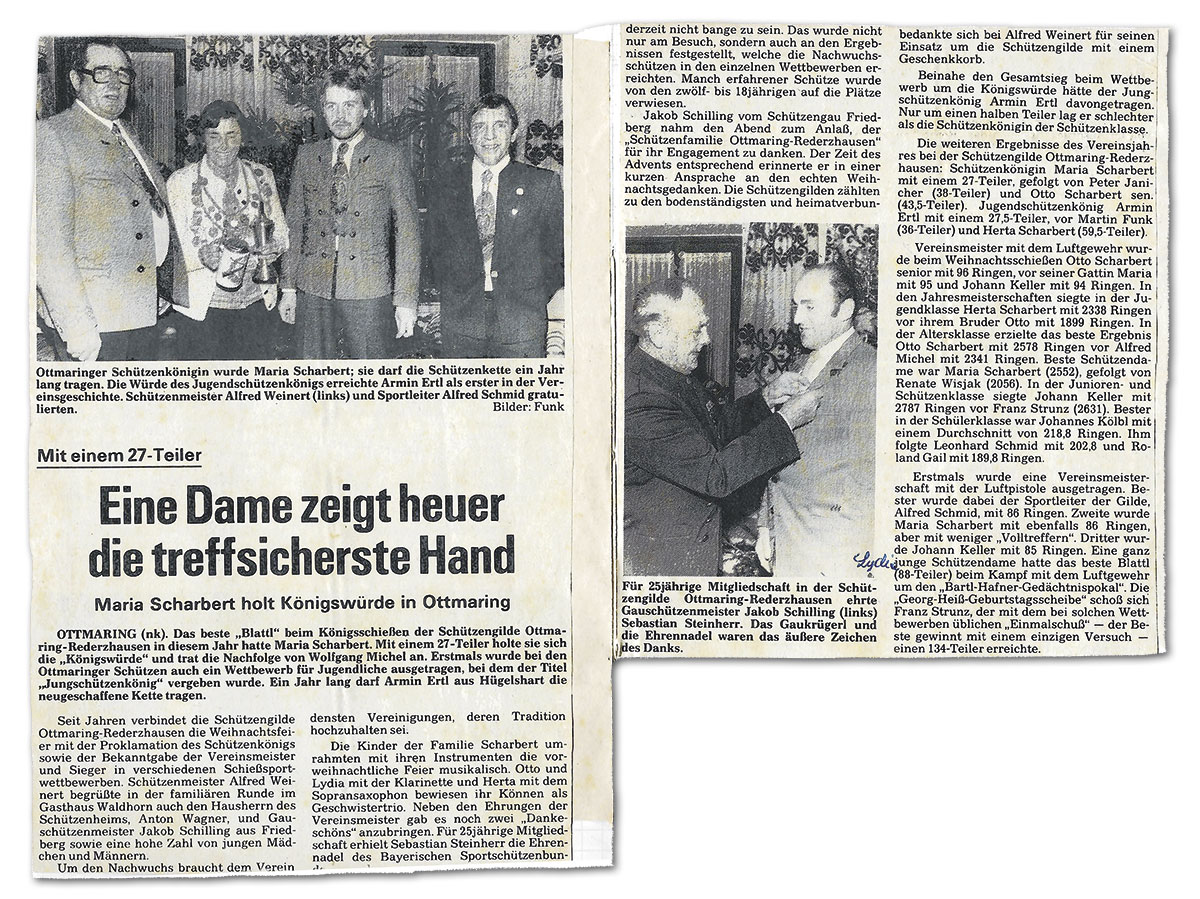 Ottmaringer Schützenkönigin wurde Maria Scharbert; sie darf die Schützenkette ein Jahr
lang tragen. Die Würde des Jugendschützenkönigs erreichte Armin Ertl als erster in der Ver-
einsgeschichte. Schützenmeister Alfred Weinert (links) und Sportleiter Alfred Schmid gratu-
lierten. Bilder: Funk
Mit einem 27-Teiler
Eine Dame zeigt heuer
die treffsicherste Hand
Maria Scharbert holt Königswürde in Ottmaring
OTTMARING (nk). Das beste „Blattl“ beim Königsschießen der Schützengilde Ottma-
ring-Rederzhausen in diesem Jahr hatte Maria Scharbert. Mit einem 27-Teiler holte sie sich
die „Königswürde“ und trat die Nachfolge von Wolfgang Michel an. Erstmals wurde bei den
Ottmaringer Schützen auch ein Wettbewerb für Jugendliche ausgetragen, bei dem der Titel
„Jungschützenkönig“ vergeben wurde. Ein Jahr lang darf Armin Ertl aus Hügelshart die
neugeschaffene Kette tragen.
Seit Jahren verbindet die Schützengilde
Ottmaring-Rederzhausen die Weihnachtsfei-
er mit der Proklamation des Schützenkönigs
sowie der Bekanntgabe der Vereinsmeister
und Sieger in verschiedenen Schießsport-
wettbewerben. Schützenmeister Alfred Wei-
nert begrüßte in der familiären Runde im
Gasthaus Waldhorn auch den Hausherrn des
Schützenheims, Anton Wagner, und Gau-
schützenmeister Jakob Schilling aus Fried-
berg sowie eine hohe Zahl von jungen Mäd-
chen und Männern.
Um den Nachwuchs braucht dem Verein
derzeit nicht bange zu sein. Das wurde nicht
nur am Besuch, sondern auch an den Ergeb-
nissen festgestellt, welche die Nachwuchs-
schützen in den einzelnen Wettbewerben er-
reichten. Manch erfahrener Schütze wurde
von den zwölf- bis 18jährigen auf die Plätze
verwiesen.
Jakob Schilling vom Schützengau Fried-
berg nahm den Abend zum Anlaß, der
„Schützenfamilie Ottmaring-Rederzhausen“
für ihr Engagement zu danken. Der Zeit des
Advents entsprechend erinnerte er in einer
kurzen Ansprache an den echten Weih-
nachtsgedanken. Die Schützengilden zählten
zu den bodenständigsten und heimatverbun-
densten Vereinigungen, deren Tradition
hochzuhalten sei.
Die Kinder der Familie Scharbert um-
rahmten mit ihren Instrumenten die vor-
weihnachtliche Feier musikalisch. Otto und
Lydia mit der Klarinette und Herta mit dem
Sopransaxophon bewiesen ihr Können als
Geschwistertrio. Neben den Ehrungen der
Vereinsmeister gab es noch zwei „Danke-
schöns“ anzubringen. Für 25jährige Mitglied-
schaft erhielt Sebastian Steinherr die Ehren-
nadel des Bayerischen Sportschützenbun-
Lydia
Für 25jährige Mitgliedschaft in der Schüt-
zengilde Ottmaring-Rederzhausen ehrte
Gauschützenmeister Jakob Schilling (links)
Sebastian Steinherr. Das Gaukrügerl und
die Ehrennadel waren das äußere Zeichen
des Danks.
bedankte sich bei Alfred Weinert für seinen
Einsatz um die Schützengilde mit einem
Geschenkkorb.
Beinahe den Gesamtsieg beim Wettbe-
werb um die Königswürde hätte der Jung-
schützenkönig Armin Ertl davongetragen.
Nur um einen halben Teiler lag er schlechter
als die Schützenkönigin der Schützenklasse.
Die weiteren Ergebnisse des Vereinsjah-
res bei der Schützengilde Ottmaring-Rederz-
hausen: Schützenkönigin Maria Scharbert
mit einem 27-Teiler, gefolgt von Peter Jani-
cher (38-Teiler) und Otto Scharbert sen.
(43,5-Teiler). Jugendschützenkönig Armin
Ertl mit einem 27,5-Teiler, vor Martin Funk
(36-Teiler) und Herta Scharbert (59,5-Teiler).
Vereinsmeister mit dem Luftgewehr wur-
de beim Weihnachtsschießen Otto Scharbert
senior mit 96 Ringen, vor seiner Gattin Maria
mit 95 und Johann Keller mit 94 Ringen. In
den Jahresmeisterschaften siegte in der Ju-
gendklasse Herta Scharbert mit 2338 Ringen
vor ihrem Bruder Otto mit 1899 Ringen. In
der Altersklasse erzielte das beste Ergebnis
Otto Scharbert mit 2578 Ringen vor Alfred
Michel mit 2341 Ringen. Beste Schützenda-
me war Maria Scharbert (2552), gefolgt von
Renate Wisjak (2056). In der Junioren- und
Schützenklasse siegte Johann Keller mit
2787 Ringen vor Franz Strunz (2631). Bester
in der Schülerklasse war Johannes Kölbl mit
einem Durchschnitt von 218,8 Ringen. Ihm
folgte Leonhard Schmid mit 202,8 und Ro-
land Gail mit 189,8 Ringen.
Erstmals wurde eine Vereinsmeister-
schaft mit der Luftpistole ausgetragen. Be-
ster wurde dabei der Sportleiter der Gilde,
Alfred Schmid, mit 86 Ringen. Zweite wurde
Maria Scharbert mit ebenfalls 86 Ringen,
aber mit weniger „Volltreffern“. Dritter wur-
de Johann Keller mit 85 Ringen. Eine ganz
junge Schützendame hatte das beste Blattl
(88-Teiler) beim Kampf mit dem Luftgewehr
um den „Bartl-Hafner-Gedächtnispokal“. Die
„Georg-Heiß-Geburtstagsscheibe“ schoß sich
Franz Strunz, der mit dem bei solchen Wett-
bewerben üblichen „Einmalschuß“ — der Be-
ste gewinnt mit einem einzigen Versuch —
einen 134-Teiler erreichte.